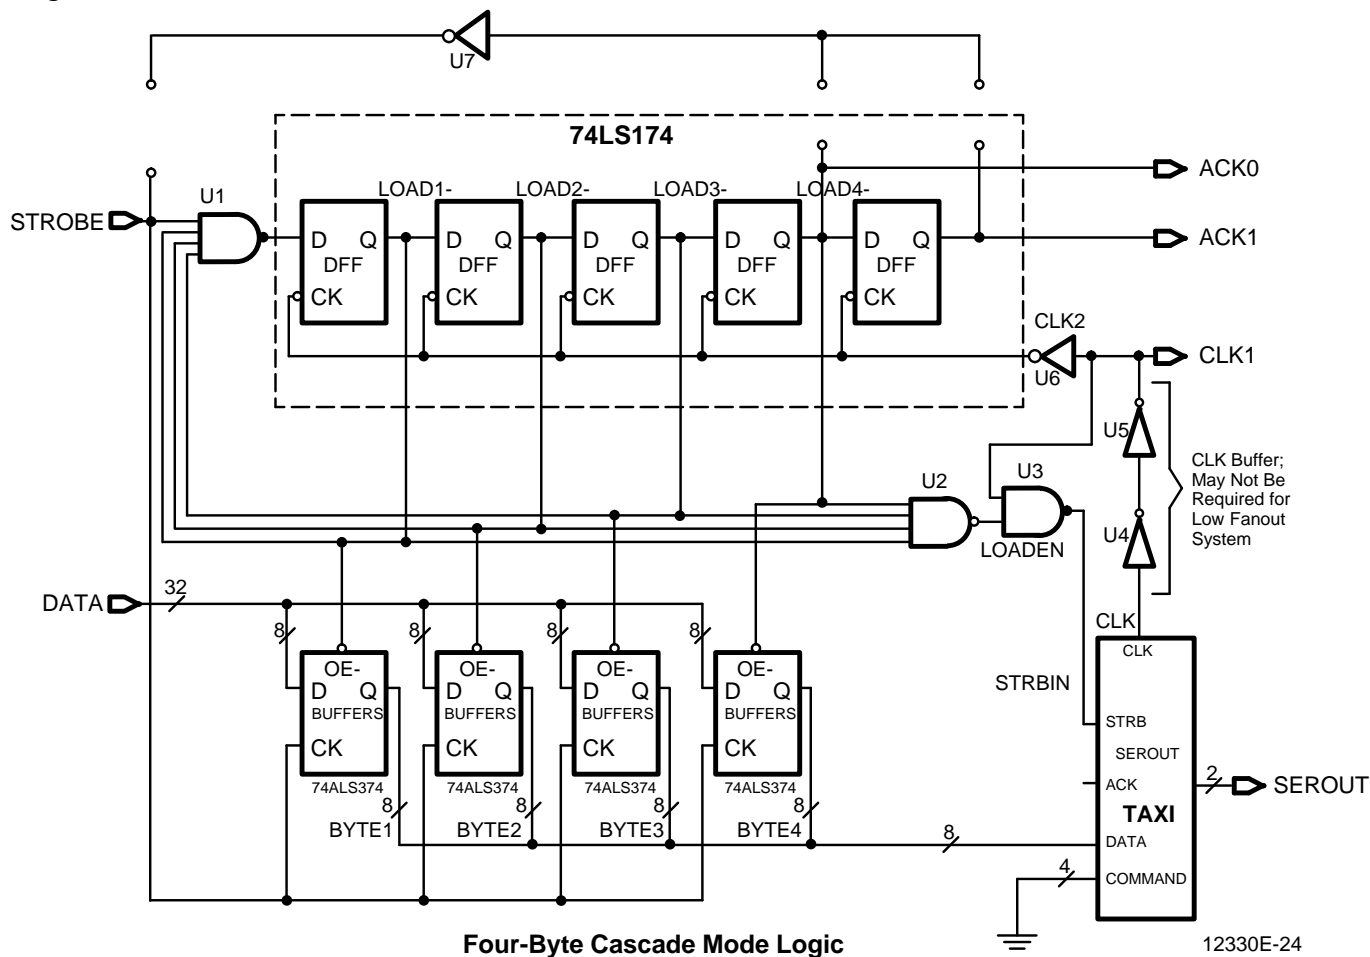 U7
74LS174
ACK0
U1
LOAD1-
LOAD2-
LOAD3-
LOAD4-
STROBE
D Q
DFF
CK
D Q
DFF
CK
D Q
DFF
CK
D Q
DFF
CK
D Q
DFF
CK
ACK1
CLK2
U6
CLK1
U5
U4
CLK Buffer;
May Not Be
Required for
Low Fanout
System
U2
U3
LOADEN
DATA
32
8
8
8
8
OE-
D Q
BUFFERS
CK
74ALS374
OE-
D Q
BUFFERS
CK
74ALS374
OE-
D Q
BUFFERS
CK
74ALS374
OE-
D Q
BUFFERS
CK
74ALS374
8
BYTE1
8
BYTE2
8
BYTE3
8
BYTE4
CLK
CLK
STRBIN
STRB
SEROUT
ACK
TAXI
2
SEROUT
8
DATA
4
COMMAND
Four-Byte Cascade Mode Logic
12330E-24